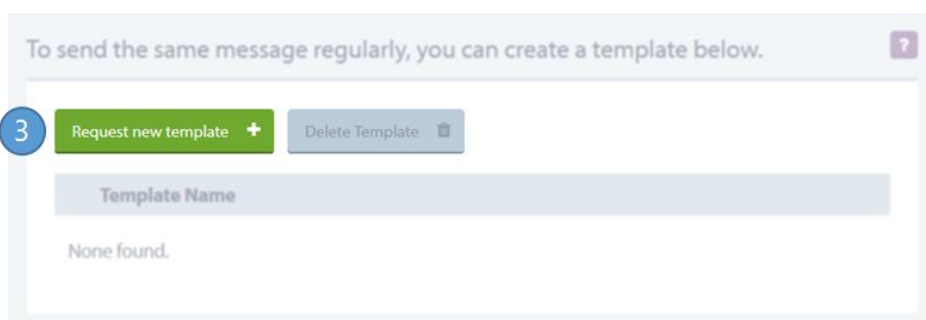 To send the same message regularly, you can create a template below. ?
3 Request new template + Delete Template
Template Name
None found.